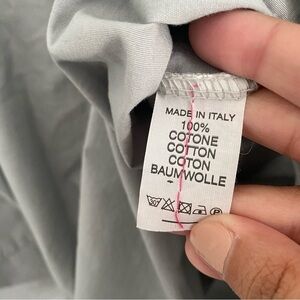 MADE IN ITALY
100%
COTONE
COTTON
COTON
BAUMWOLLE